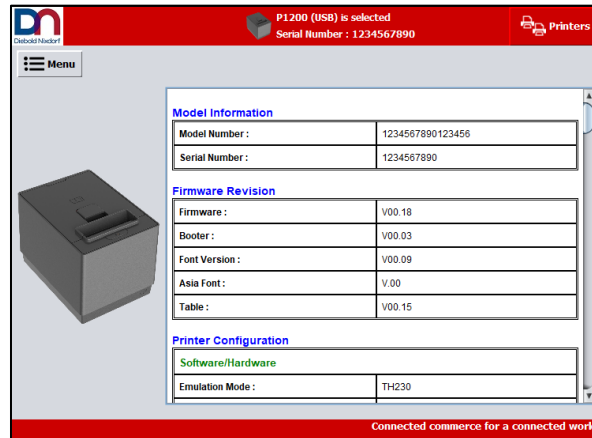 DN
Diebold Nixdorf
P1200 (USB) is selected
Serial Number : 1234567890
Printers
Menu
Model Information
Model Number : 1234567890123456
Serial Number : 1234567890
Firmware Revision
Firmware : V00.18
Booter : V00.03
Font Version : V00.09
Asia Font : V.00
Table : V00.15
Printer Configuration
Software/Hardware
Emulation Mode : TH230
Connected commerce for a connected work